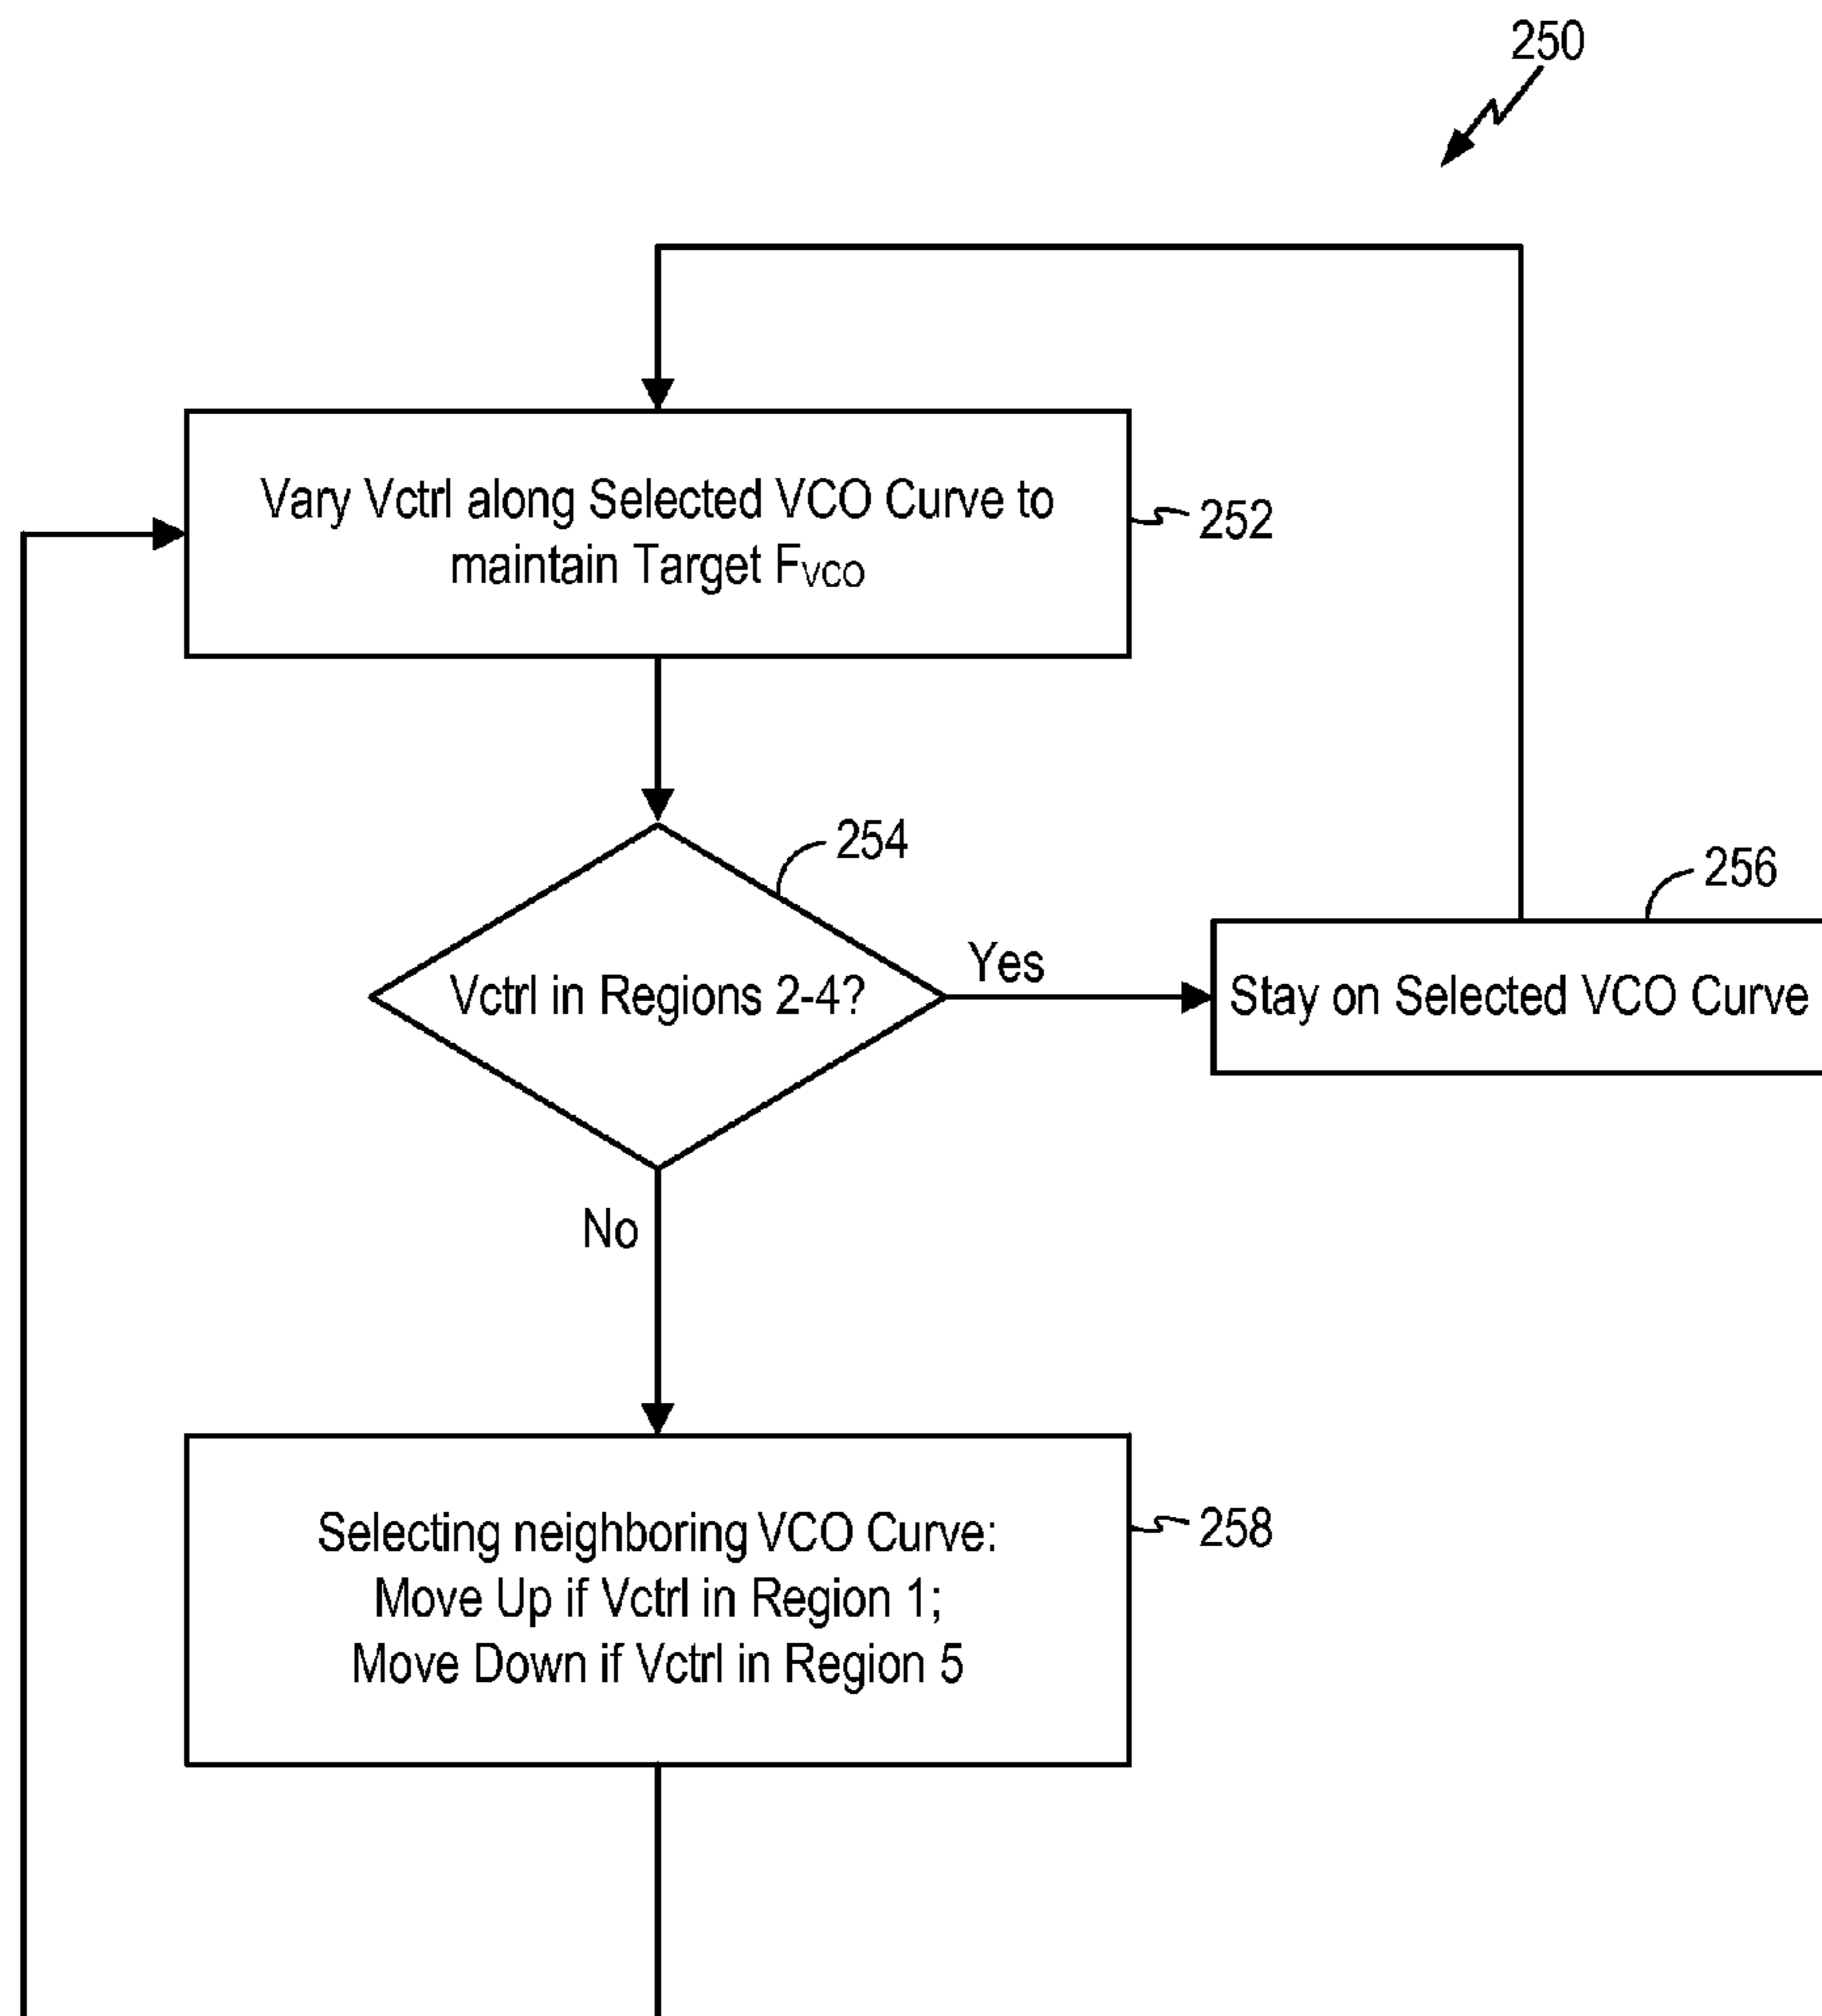 250
Vary Vctrl along Selected VCO Curve to
maintain Target FVCO
252
254
Vctrl in Regions 2-4?
Yes
256
Stay on Selected VCO Curve
No
Selecting neighboring VCO Curve:
Move Up if Vctrl in Region 1;
Move Down if Vctrl in Region 5
258